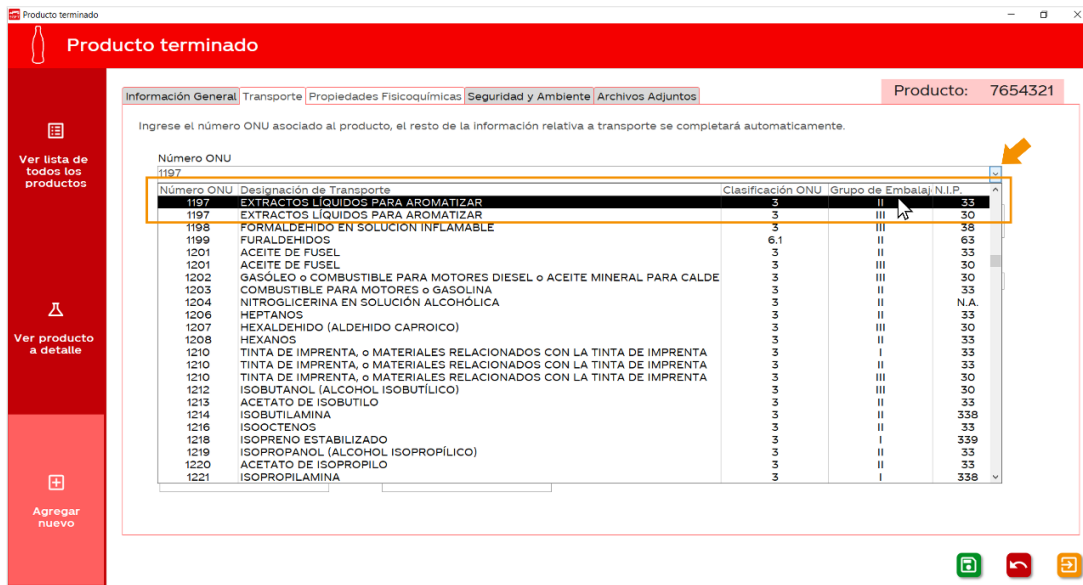 Producto terminado
Producto terminado
Producto: 7654321
Información General Transporte Propiedades Fisicoquímicas Seguridad y Ambiente Archivos Adjuntos
Ingrese el número ONU asociado al producto, el resto de la información relativa a transporte se completará automaticamente.
Ver lista de
todos los
productos
Ver producto
a detalle
Agregar
nuevo
Número ONU
1197
Número ONU Designación de Transporte Clasificación ONU Grupo de Embalaj N.I.P.
1197 EXTRACTOS LÍQUIDOS PARA AROMATIZAR 3 II 33
1197 EXTRACTOS LÍQUIDOS PARA AROMATIZAR 3 III 30
1198 FORMALDEHIDO EN SOLUCION INFLAMABLE 3 III 38
1199 FURALDEHIDOS 6.1 II 63
1201 ACEITE DE FUSEL 3 II 33
1201 ACEITE DE FUSEL 3 III 30
1202 GASÓLEO o COMBUSTIBLE PARA MOTORES DIESEL o ACEITE MINERAL PARA CALDE 3 III 30
1203 COMBUSTIBLE PARA MOTORES o GASOLINA 3 II 33
1204 NITROGLICERINA EN SOLUCIÓN ALCOHÓLICA 3 II N.A.
1206 HEPTANOS 3 II 33
1207 HEXALDEHIDO (ALDEHIDO CAPROICO) 3 III 30
1208 HEXANOS 3 II 33
1210 TINTA DE IMPRENTA, o MATERIALES RELACIONADOS CON LA TINTA DE IMPRENTA 3 I 33
1210 TINTA DE IMPRENTA, o MATERIALES RELACIONADOS CON LA TINTA DE IMPRENTA 3 II 33
1210 TINTA DE IMPRENTA, o MATERIALES RELACIONADOS CON LA TINTA DE IMPRENTA 3 III 30
1212 ISOBUTANOL (ALCOHOL ISOBUTÍLICO) 3 III 30
1213 ACETATO DE ISOBUTILO 3 II 33
1214 ISOBUTILAMINA 3 II 338
1216 ISOOCTENOS 3 II 33
1218 ISOPRENO ESTABILIZADO 3 I 339
1219 ISOPROPANOL (ALCOHOL ISOPROPÍLICO) 3 II 33
1220 ACETATO DE ISOPROPILO 3 II 33
1221 ISOPROPILAMINA 3 I 338